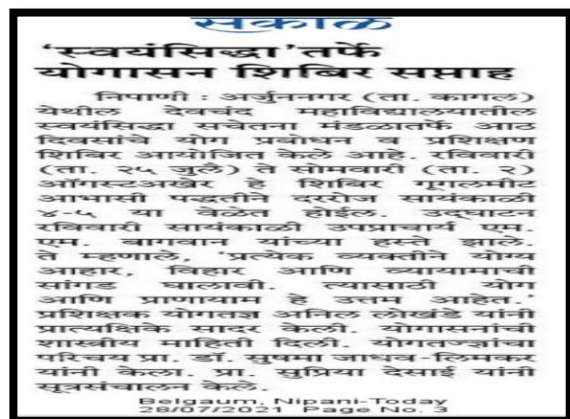 सकाळ
'स्वयंसिद्धा'तर्फे
योगासन शिबिर सप्ताह
निपाणी : अर्जुननगर (ता. कागल)
येथील देवचंद महाविद्यालयातील
स्वयंसिद्धा सचेतना मंडळातर्फे आठ
दिवसांचे योग प्रबोधन व प्रशिक्षण
शिबिर आयोजित केले आहे. रविवारी
(ता. २५ जुलै) ते सोमवारी (ता. २)
ऑगस्टअखेर हे शिबिर गूगलमीट
आभासी पद्धतीने दररोज सायंकाळी
४-५ या वेळेत होईल. उद्घाटन
रविवारी सायंकाळी उपप्राचार्य एम.
एम. बागवान यांच्या हस्ते झाले.
ते म्हणाले, 'प्रत्येक व्यक्तीने योग्य
आहार, विहार आणि व्यायामाची
सांगड घालावी. त्यासाठी योग
आणि प्राणायाम हे उत्तम आहेत.'
प्रशिक्षक योगतज्ज्ञ अनिल लोखंडे यांनी
प्रात्यक्षिके सादर केली. योगासनांची
शास्त्रीय माहिती दिली. योगतज्ज्ञांचा
परिचय प्रा. डॉ. सुषमा जाधव-लिमकर
यांनी केला. प्रा. सुप्रिया देसाई यांनी
सूत्रसंचालन केले.
Belgaum, Nipani-Today
28/07/2021 Page No. 3